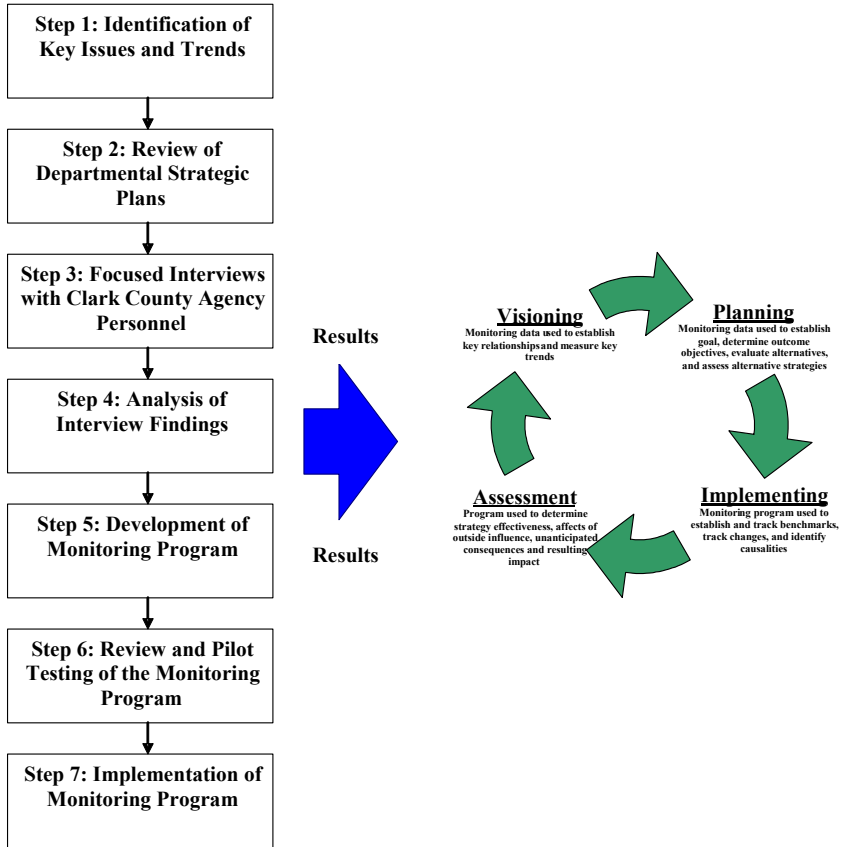 Step 1: Identification of
Key Issues and Trends
Step 2: Review of
Departmental Strategic
Plans
Step 3: Focused Interviews
with Clark County Agency
Personnel
Step 4: Analysis of
Interview Findings
Step 5: Development of
Monitoring Program
Step 6: Review and Pilot
Testing of the Monitoring
Program
Step 7: Implementation of
Monitoring Program
Results
Results
Visioning
Monitoring data used to establish
key relationships and measure key
trends
Planning
Monitoring data used to establish
goal, determine outcome
objectives, evaluate alternatives,
and assess alternative strategies
Implementing
Monitoring program used to
establish and track benchmarks,
track changes, and identify
causalities
Assessment
Program used to determine
strategy effectiveness, affects of
outside influence, unanticipated
consequences and resulting
impact